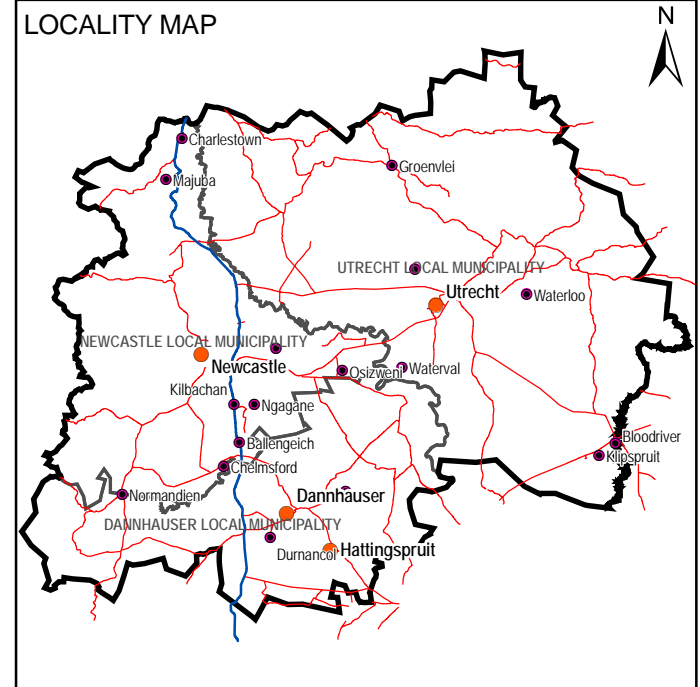 LOCALITY MAP
N
Charlestown
Groenvlei
Majuba
UTRECHT LOCAL MUNICIPALITY
Utrecht
Waterloo
NEWCASTLE LOCAL MUNICIPALITY
Newcastle
Osizweni
Waterval
Kilbachan
Ngagane
Ballengeich
Bloodriver
Klipspruit
Chelmsford
Normandien
Dannhauser
DANNHAUSER LOCAL MUNICIPALITY
Durnancol
Hattingspruit